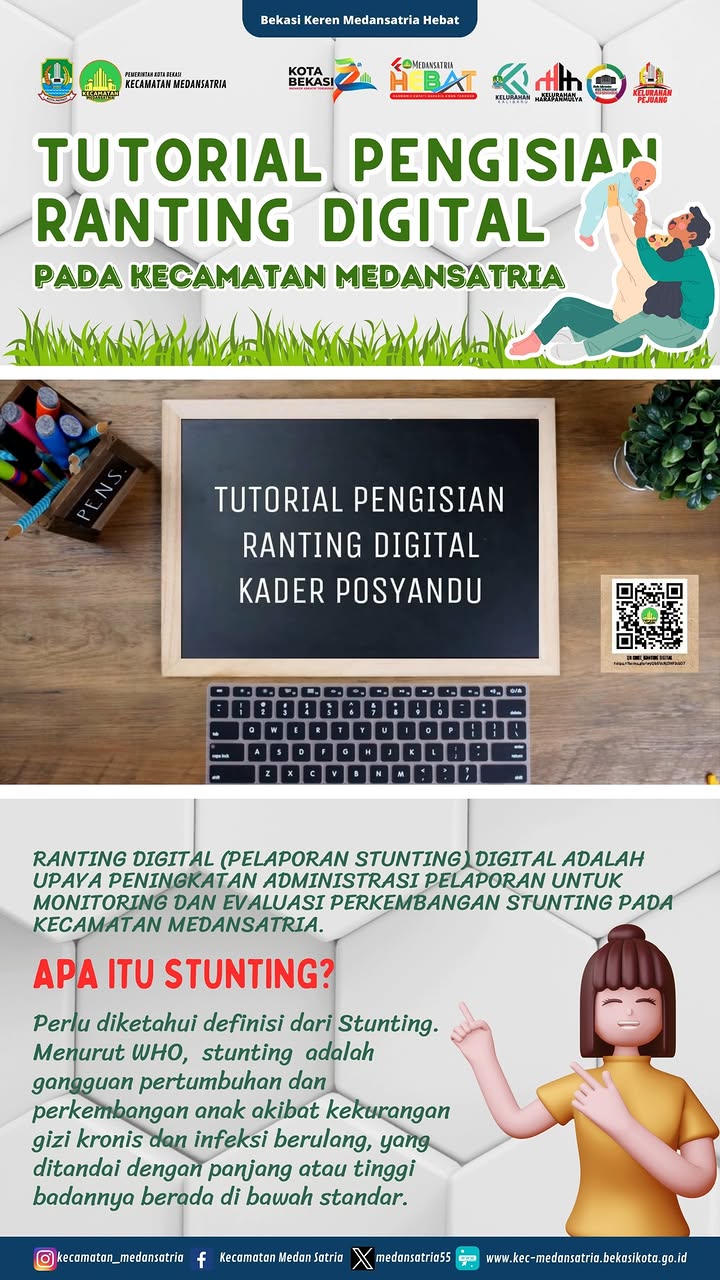 Bekasi Keren Medansatria Hebat
PEMERINTAH KOTA BEKASI
KECAMATAN MEDANSATRIA
KECAMATAN
MEDANSATRIA
KOTA
BEKASI
MEDANSATRIA
HEBAT
KELURAHAN
KALIBARU
KELURAHAN
HARAPANMULYA
KELURAHAN
PEJUANG
TUTORIAL PENGISIAN
RANTING DIGITAL
PADA KECAMATAN MEDANSATRIA
PENS.
TUTORIAL PENGISIAN
RANTING DIGITAL
KADER POSYANDU
RANTING DIGITAL (PELAPORAN STUNTING) DIGITAL ADALAH
UPAYA PENINGKATAN ADMINISTRASI PELAPORAN UNTUK
MONITORING DAN EVALUASI PERKEMBANGAN STUNTING PADA
KECAMATAN MEDANSATRIA.
APA ITU STUNTING?
Perlu diketahui definisi dari Stunting.
Menurut WHO, stunting adalah
gangguan pertumbuhan dan
perkembangan anak akibat kekurangan
gizi kronis dan infeksi berulang, yang
ditandai dengan panjang atau tinggi
badannya berada di bawah standar.
kecamatan_medansatria Kecamatan Medan Satria medansatria55 www.kec-medansatria.bekasikota.go.id